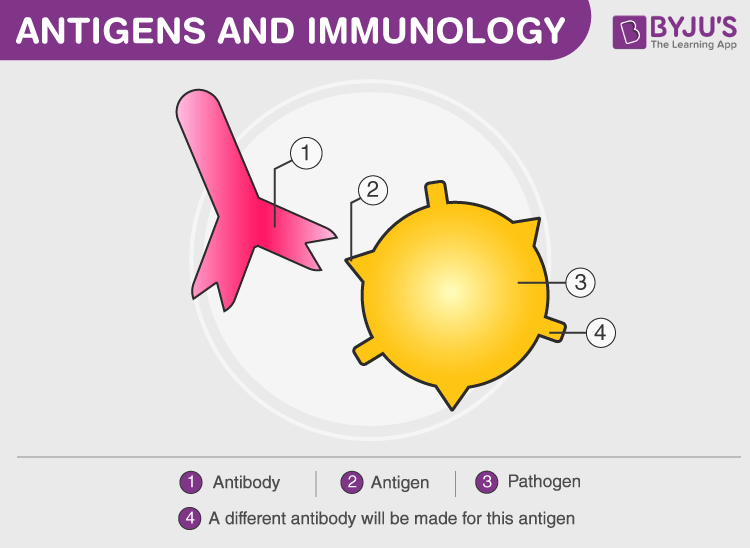 ANTIGENS AND IMMUNOLOGY
BYJU'S
The Learning App
1
2
3
4
1 Antibody
2 Antigen
3 Pathogen
4 A different antibody will be made for this antigen